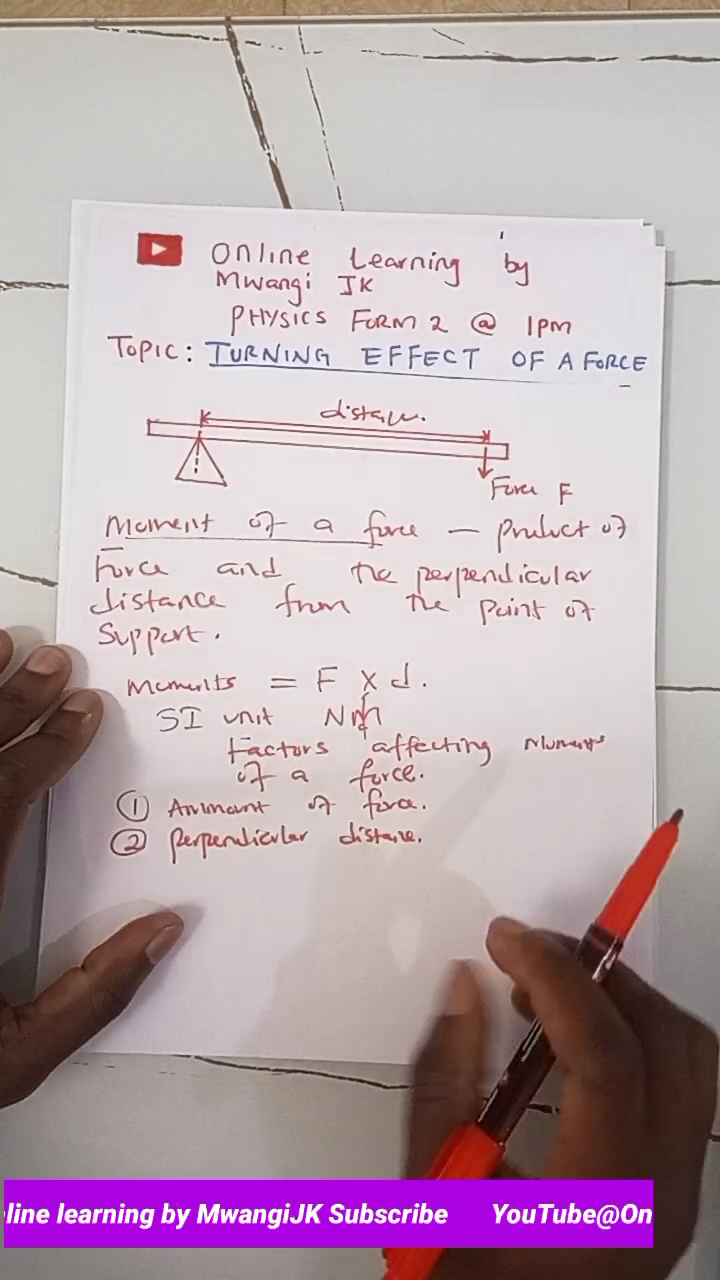 Online Learning by
Mwangi JK
PHYSICS FORM 2 @ 1PM
TOPIC: TURNING EFFECT OF A FORCE
distance.
Force F
Moment of a force – product of
Force and the perpendicular
distance from the point of
Support.
Moments = F x d.
SI unit Nm
Factors affecting Moments
of a force.
① Ammount of force.
② Perpendicular distance.
line learning by MwangiJK Subscribe YouTube@On